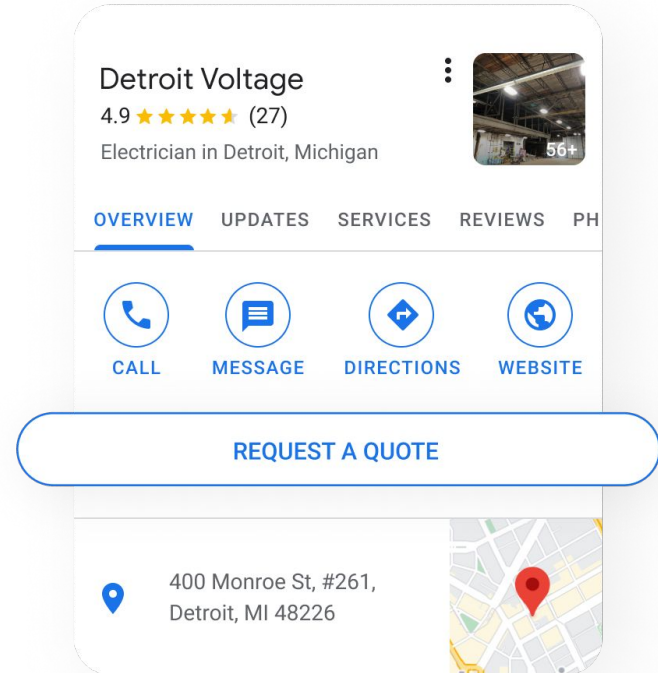 Detroit Voltage
4.9 (27)
Electrician in Detroit, Michigan
56+
OVERVIEW UPDATES SERVICES REVIEWS PH
CALL MESSAGE DIRECTIONS WEBSITE
REQUEST A QUOTE
400 Monroe St, #261,
Detroit, MI 48226